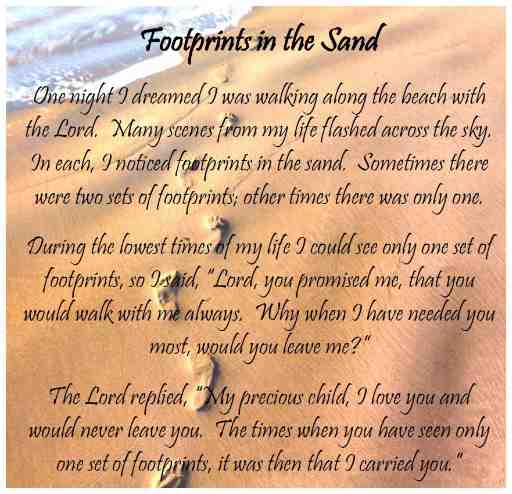 Footprints in the Sand
One night I dreamed I was walking along the beach with
the Lord. Many scenes from my life flashed across the sky.
In each, I noticed footprints in the sand. Sometimes there
were two sets of footprints; other times there was only one.
During the lowest times of my life I could see only one set of
footprints, so I said, "Lord, you promised me, that you
would walk with me always. Why when I have needed you
most, would you leave me?"
The Lord replied, "My precious child, I love you and
would never leave you. The times when you have seen only
one set of footprints, it was then that I carried you."